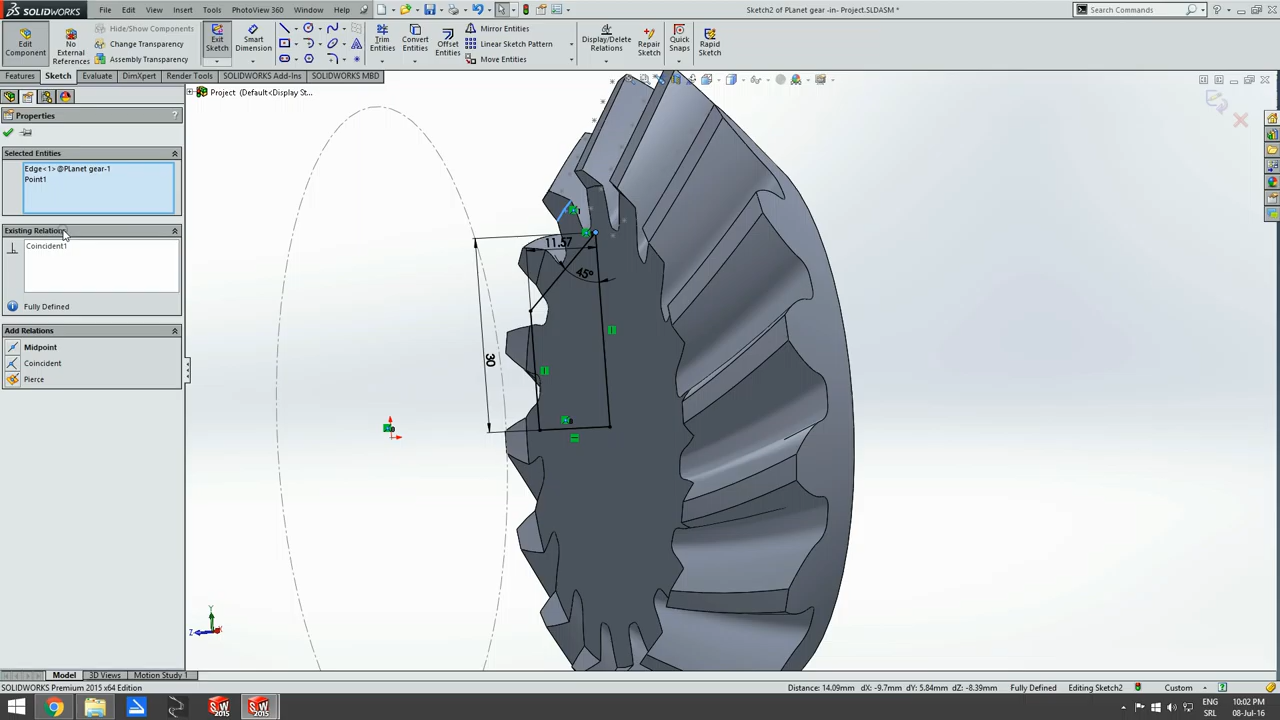 SOLIDWORKS File Edit View Insert Tools PhotoView 360 Window Help Sketch2 of PLanet gear -in- Project.SLDASM * Search Commands
Edit Component
No External References
Hide/Show Components
Change Transparency
Assembly Transparency
Exit Sketch
Smart Dimension
Trim Entities
Convert Entities
Offset Entities
Mirror Entities
Linear Sketch Pattern
Move Entities
Display/Delete Relations
Repair Sketch
Quick Snaps
Rapid Sketch
Features Sketch Evaluate DimXpert Render Tools SOLIDWORKS Add-Ins SOLIDWORKS MBD
Project (Default<Display St...
Properties ?
Selected Entities
Edge<1> @PLanet gear-1
Point1
Existing Relations
Coincident1
Fully Defined
Add Relations
Midpoint
Coincident
Pierce
11.57
45°
30
Y
Z
Model 3D Views Motion Study 1
SOLIDWORKS Premium 2015 x64 Edition Distance: 14.09mm dX: -9.7mm dY: 5.84mm dZ: -8.39mm Fully Defined Editing Sketch2 Custom
SW 2015 SW 2015
ENG 10:02 PM
SRL 08-Jul-16